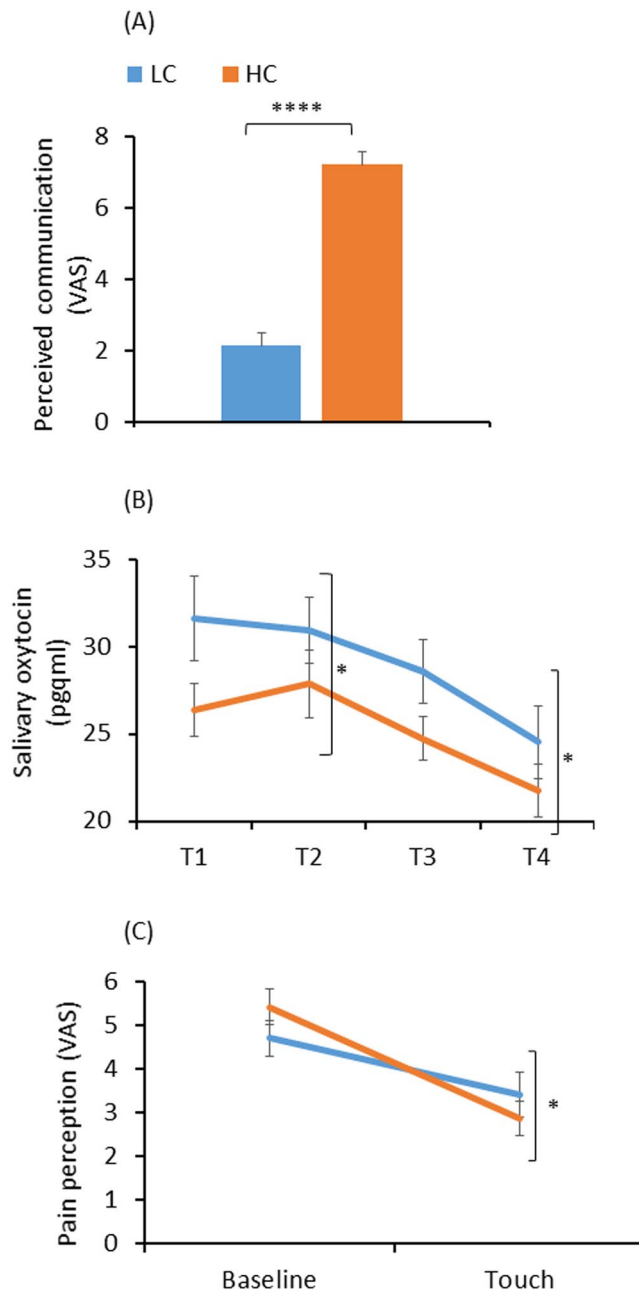 (A)
LC HC
****
8
6
4
2
0
Perceived communication
(VAS)
(B)
35
30
25
20
Salivary oxytocin
(pgqml)
*
*
T1 T2 T3 T4
(C)
6
5
4
3
2
1
0
Pain perception (VAS)
*
Baseline Touch